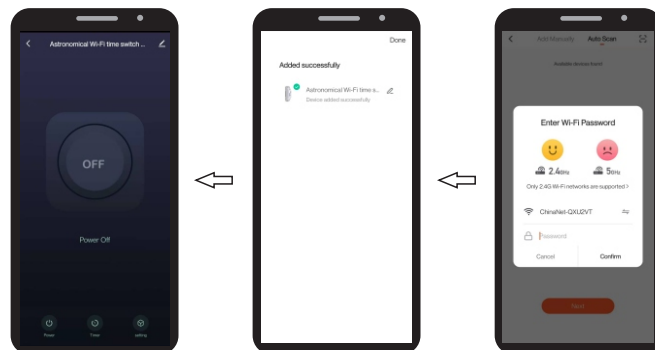 Astronomical Wi-Fi time switch ...
OFF
Power Off
Power
Timer
setting
Done
Added successfully
Astronomical Wi-Fi time s...
Device added successfully
Add Manually
Auto Scan
Enter Wi-Fi Password
2.4GHz
5GHz
Only 2.4G Wi-Fi networks are supported >
ChinaNet-QXU2VT
Password
Cancel
Confirm
Next